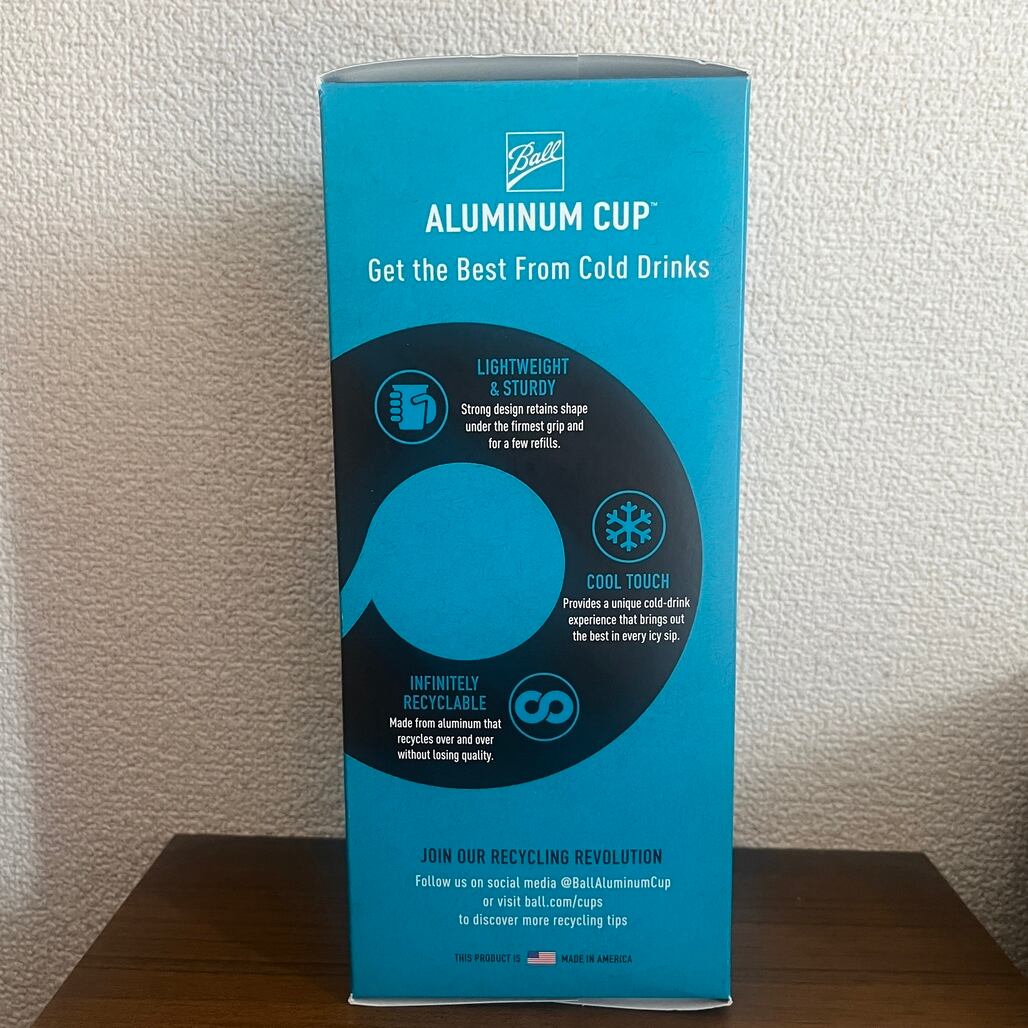 Ball
ALUMINUM CUP™
Get the Best From Cold Drinks
LIGHTWEIGHT
& STURDY
Strong design retains shape
under the firmest grip and
for a few refills.
COOL TOUCH
Provides a unique cold-drink
experience that brings out
the best in every icy sip.
INFINITELY
RECYCLABLE
Made from aluminum that
recycles over and over
without losing quality.
JOIN OUR RECYCLING REVOLUTION
Follow us on social media @BallAluminumCup
or visit ball.com/cups
to discover more recycling tips
THIS PRODUCT IS MADE IN AMERICA